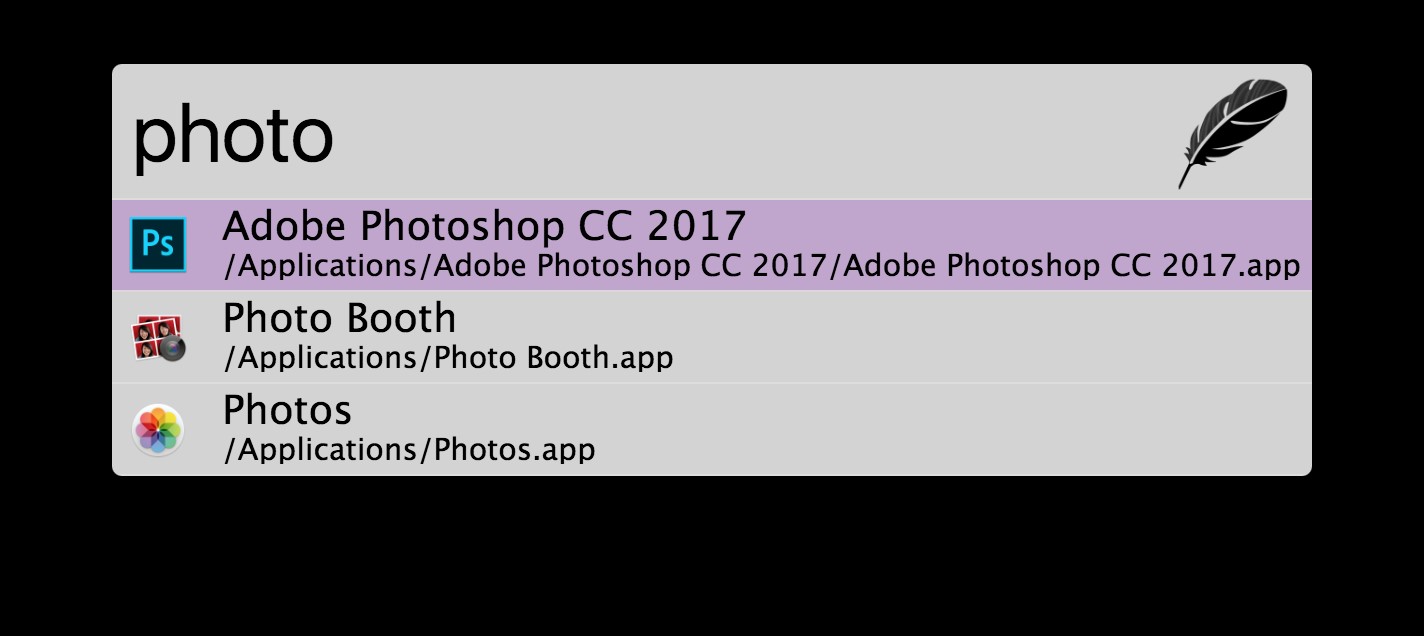 photo
Ps
Adobe Photoshop CC 2017
/Applications/Adobe Photoshop CC 2017/Adobe Photoshop CC 2017.app
Photo Booth
/Applications/Photo Booth.app
Photos
/Applications/Photos.app